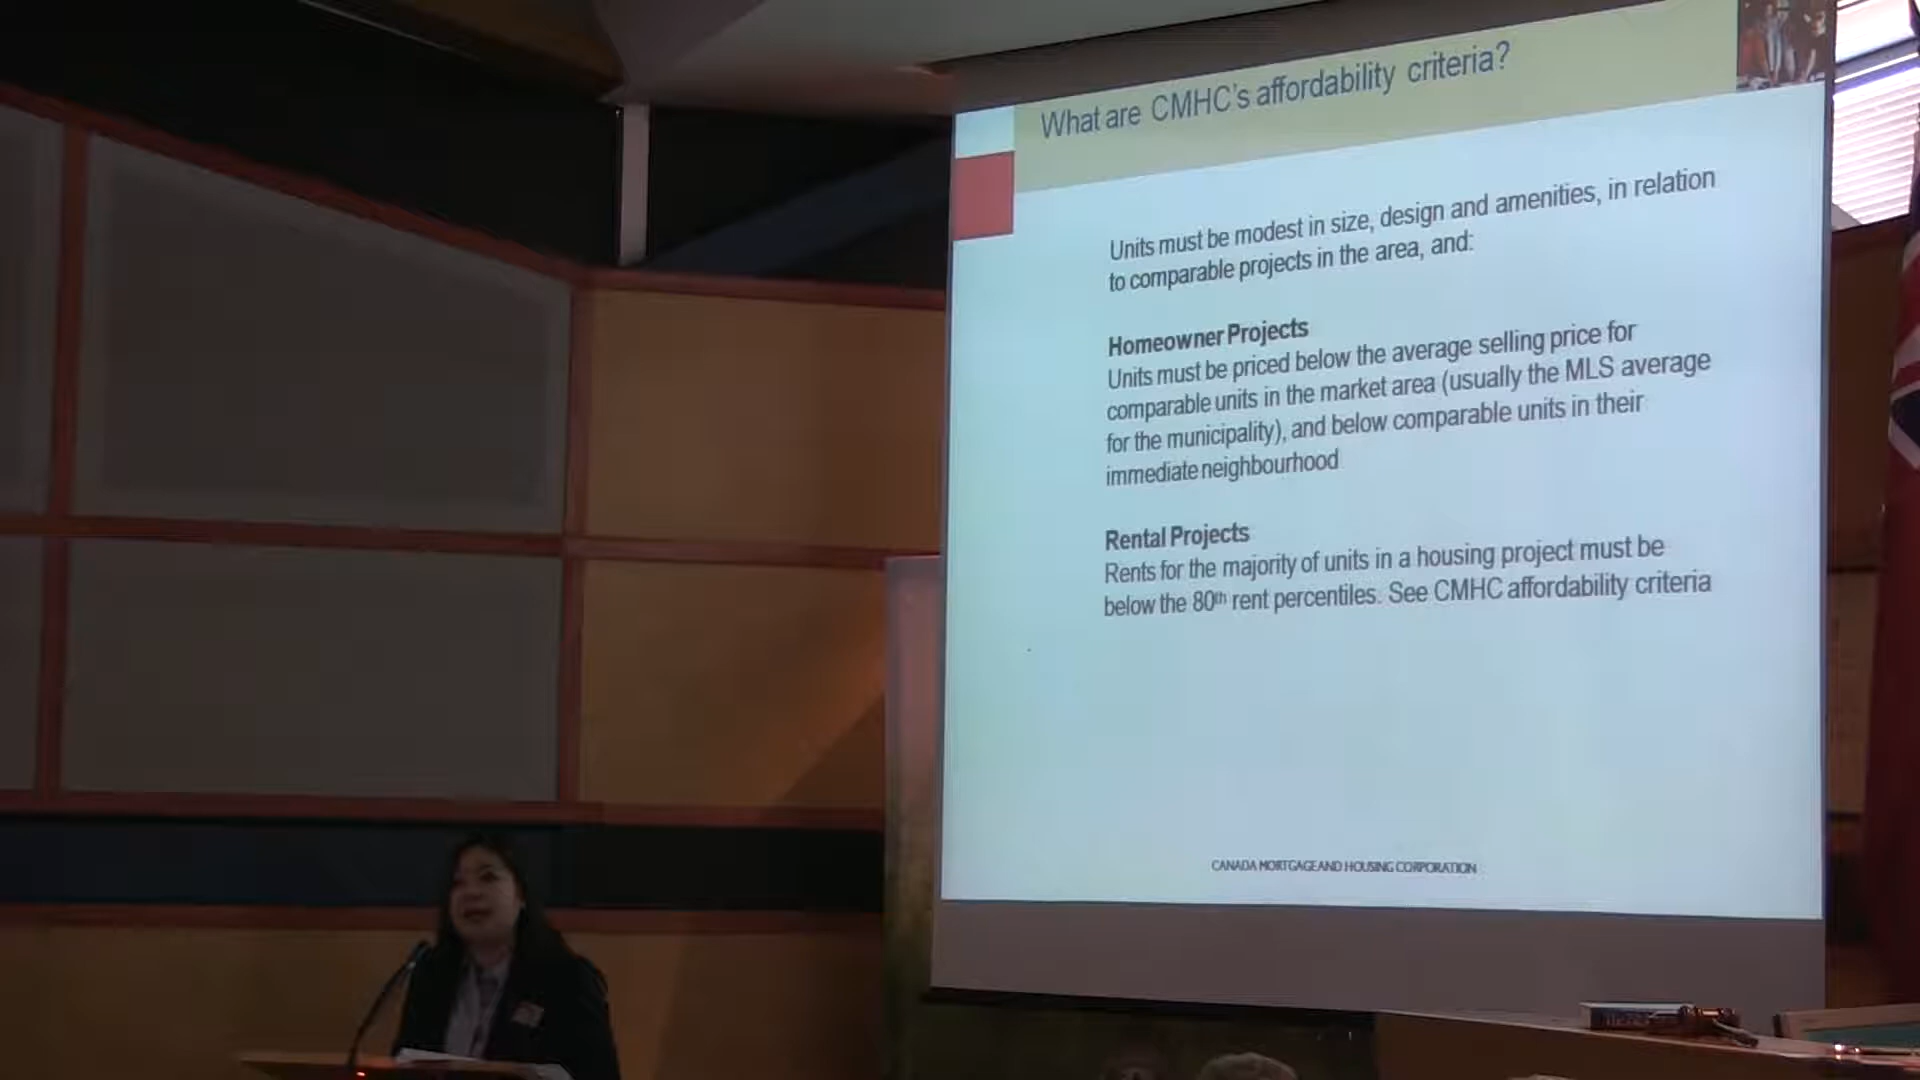 What are CMHC's affordability criteria?
Units must be modest in size, design and amenities, in relation
to comparable projects in the area, and:
Homeowner Projects
Units must be priced below the average selling price for
comparable units in the market area (usually the MLS average
for the municipality), and below comparable units in their
immediate neighbourhood
Rental Projects
Rents for the majority of units in a housing project must be
below the 80th rent percentiles. See CMHC affordability criteria
CANADA MORTGAGE AND HOUSING CORPORATION